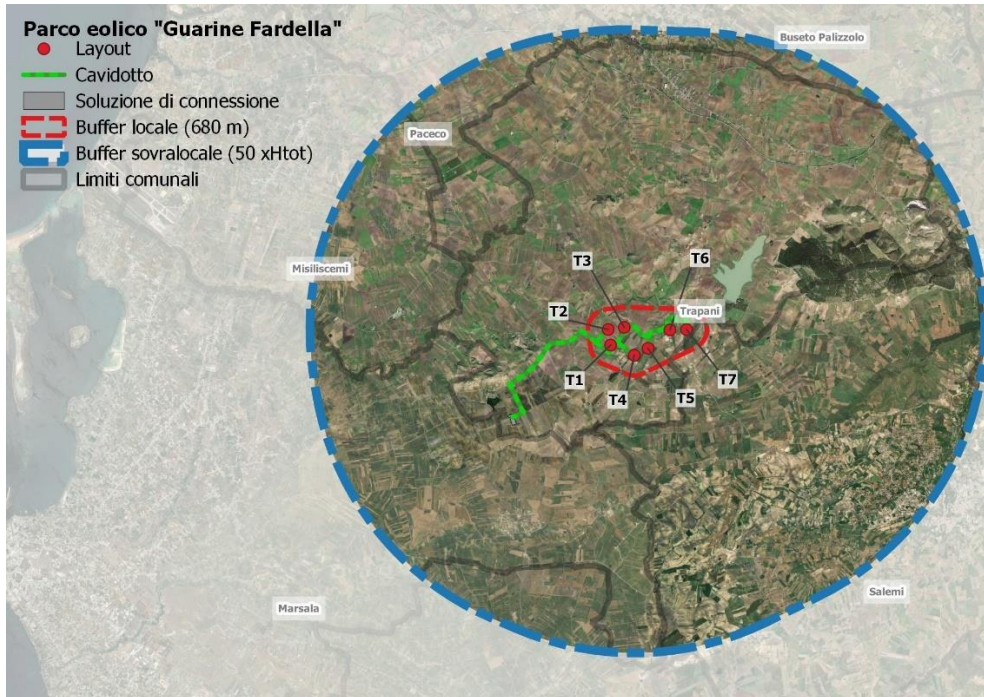 Parco eolico "Guarine Fardella"
Layout
Cavidotto
Soluzione di connessione
Buffer locale (680 m)
Buffer sovralocale (50 xHtot)
Limiti comunali
Buseto Palizzolo
Paceco
Misiliscemi
T3
T6
T2
Trapani
T1
T4
T5
T7
Salemi
Marsala